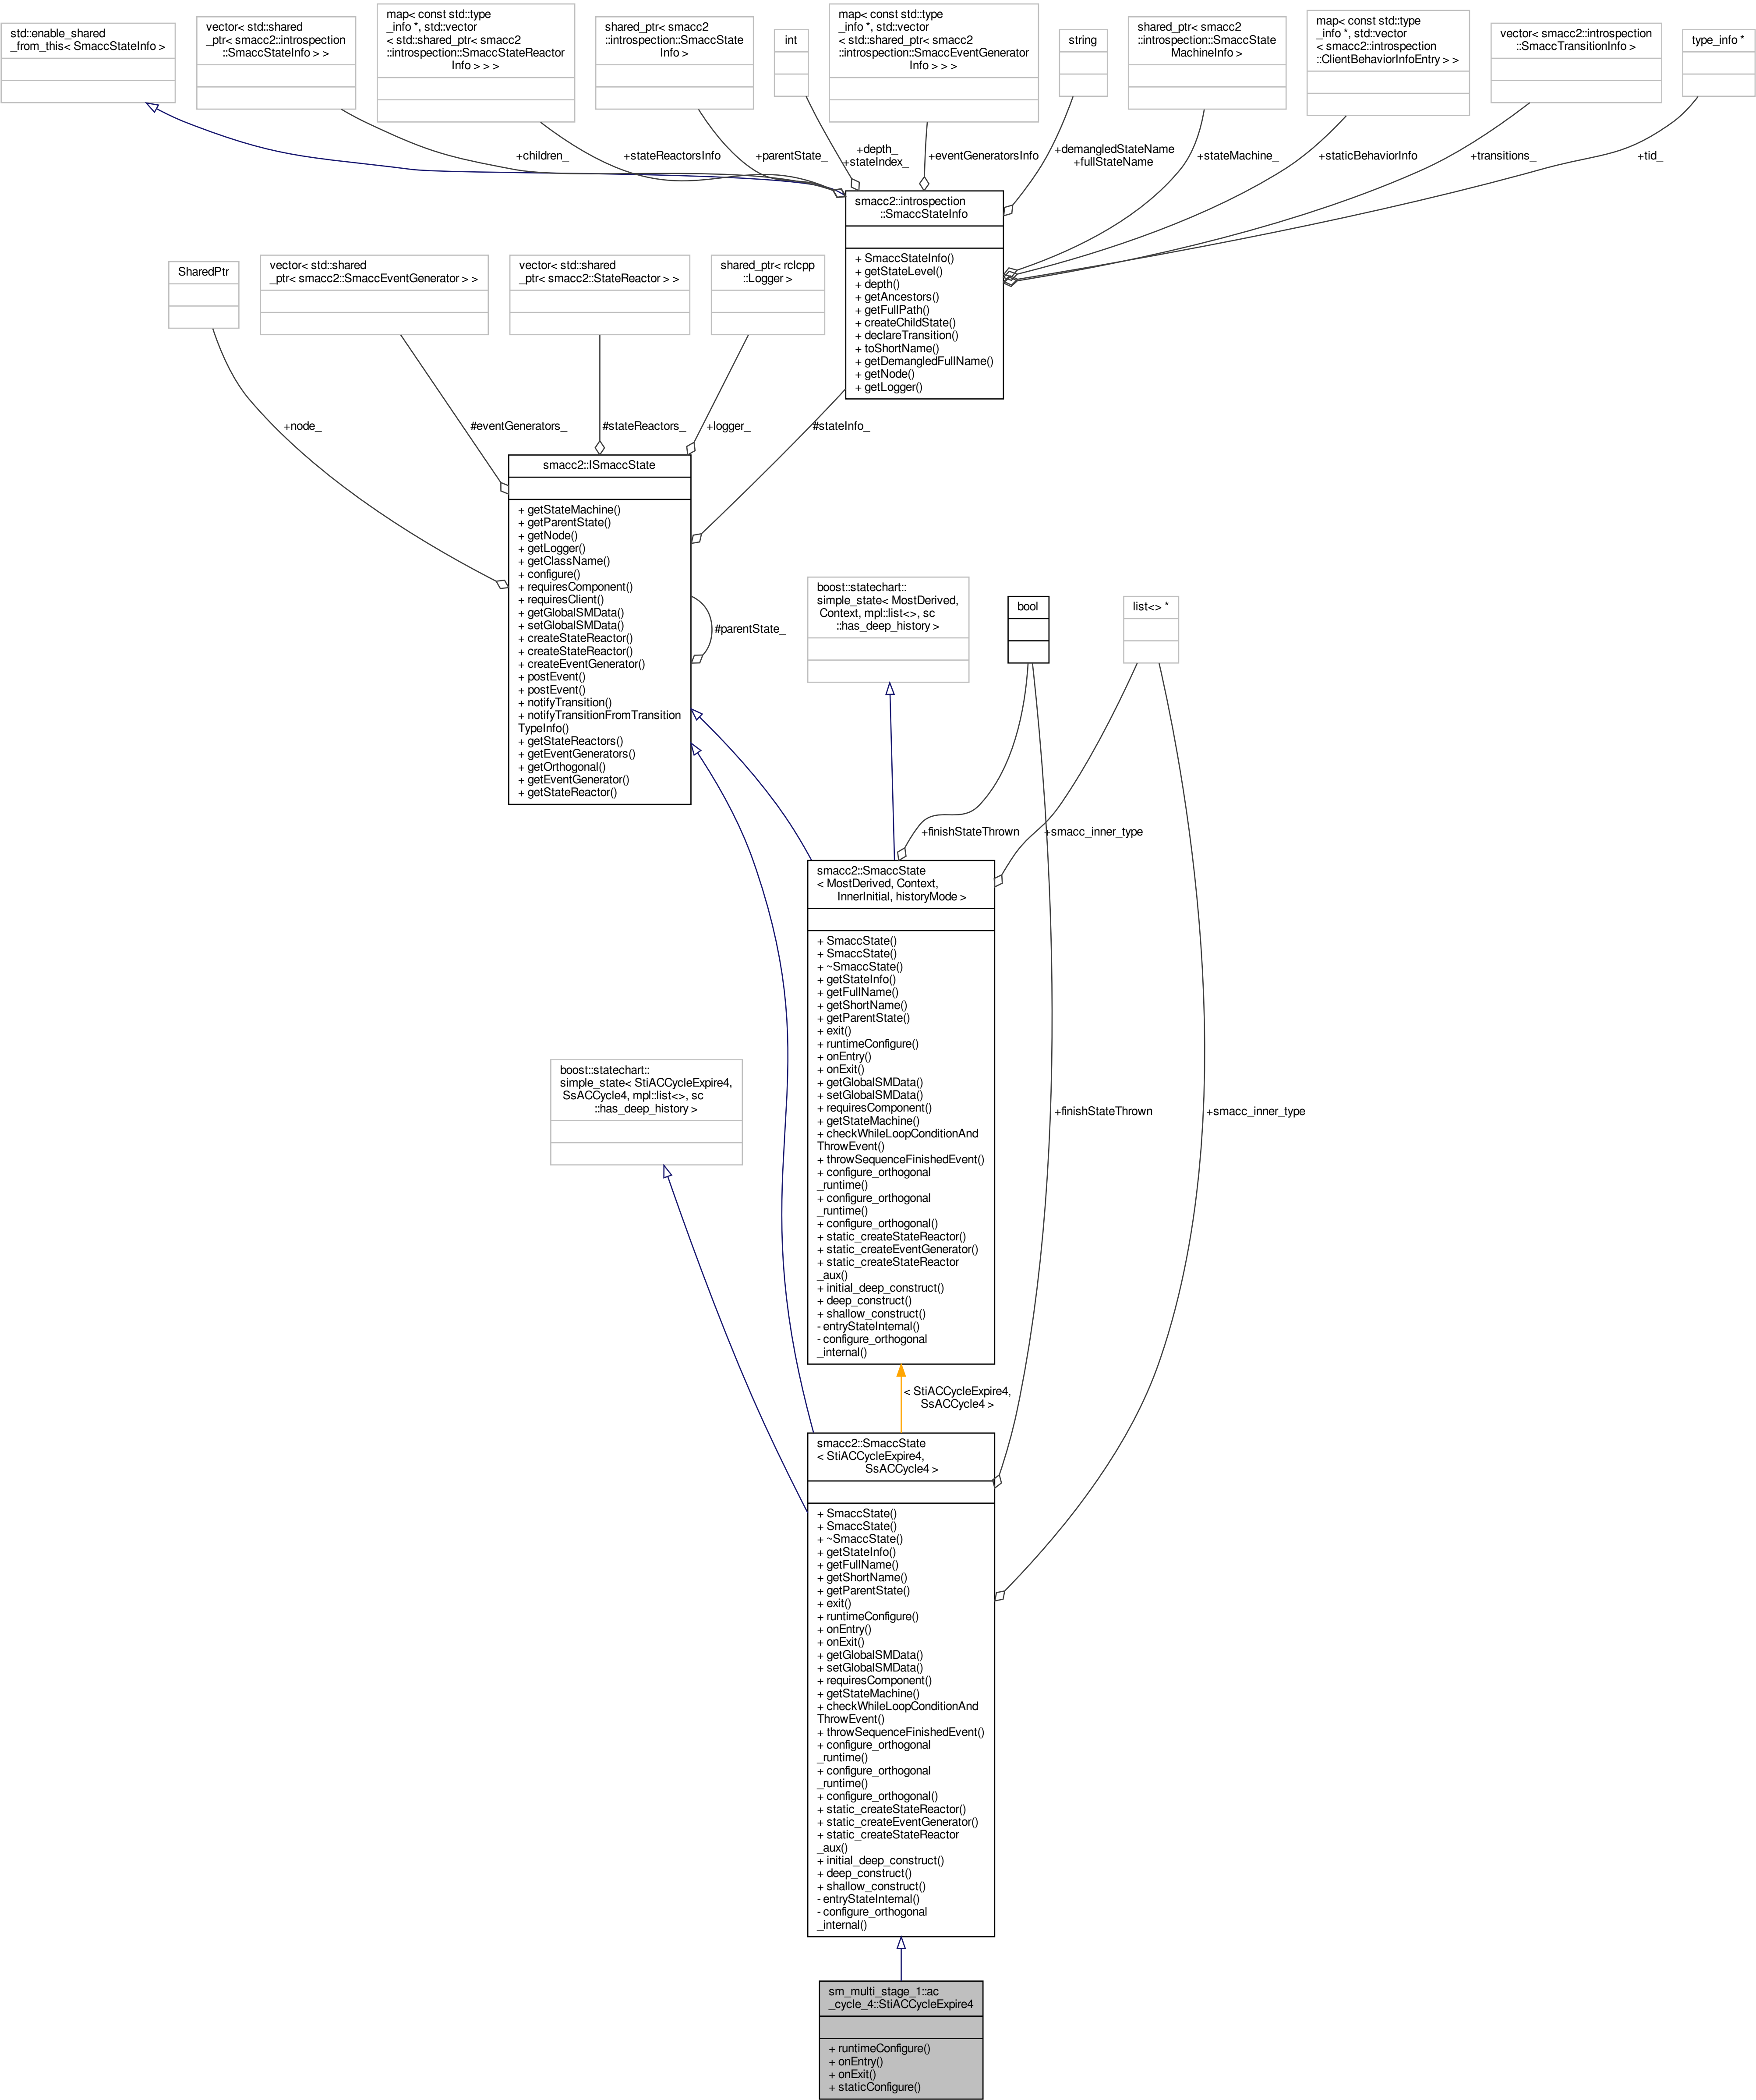 std::enable_shared
_from_this< SmaccStateInfo >
vector< std::shared
_ptr< smacc2::introspection
::SmaccStateInfo > >
map< const std::type
_info *, std::vector
< std::shared_ptr< smacc2
::introspection::SmaccStateReactor
Info > > >
shared_ptr< smacc2
::introspection::SmaccState
Info >
int
map< const std::type
_info *, std::vector
< std::shared_ptr< smacc2
::introspection::SmaccEventGenerator
Info > > >
string
shared_ptr< smacc2
::introspection::SmaccState
MachineInfo >
map< const std::type
_info *, std::vector
< smacc2::introspection
::ClientBehaviorInfoEntry > >
vector< smacc2::introspection
::SmaccTransitionInfo >
type_info *
+children_
+stateReactorsInfo
+parentState_
+depth_
+stateIndex_
+eventGeneratorsInfo
+demangledStateName
+fullStateName
+stateMachine_
+staticBehaviorInfo
+transitions_
+tid_
smacc2::introspection
::SmaccStateInfo
+ SmaccStateInfo()
+ getStateLevel()
+ depth()
+ getAncestors()
+ getFullPath()
+ createChildState()
+ declareTransition()
+ toShortName()
+ getDemangledFullName()
+ getNode()
+ getLogger()
SharedPtr
vector< std::shared
_ptr< smacc2::SmaccEventGenerator > >
vector< std::shared
_ptr< smacc2::StateReactor > >
shared_ptr< rclcpp
::Logger >
+node_
#eventGenerators_
#stateReactors_
+logger_
#stateInfo_
smacc2::ISmaccState
+ getStateMachine()
+ getParentState()
+ getNode()
+ getLogger()
+ getClassName()
+ configure()
+ requiresComponent()
+ requiresClient()
+ getGlobalSMData()
+ setGlobalSMData()
+ createStateReactor()
+ createStateReactor()
+ createEventGenerator()
+ postEvent()
+ postEvent()
+ notifyTransition()
+ notifyTransitionFromTransition
TypeInfo()
+ getStateReactors()
+ getEventGenerators()
+ getOrthogonal()
+ getEventGenerator()
+ getStateReactor()
#parentState_
boost::statechart::
simple_state< MostDerived,
Context, mpl::list<>, sc
::has_deep_history >
bool
list<> *
+finishStateThrown
+smacc_inner_type
smacc2::SmaccState
< MostDerived, Context,
InnerInitial, historyMode >
+ SmaccState()
+ SmaccState()
+ ~SmaccState()
+ getStateInfo()
+ getFullName()
+ getShortName()
+ getParentState()
+ exit()
+ runtimeConfigure()
+ onEntry()
+ onExit()
+ getGlobalSMData()
+ setGlobalSMData()
+ requiresComponent()
+ getStateMachine()
+ checkWhileLoopConditionAnd
ThrowEvent()
+ throwSequenceFinishedEvent()
+ configure_orthogonal
_runtime()
+ configure_orthogonal
_runtime()
+ configure_orthogonal()
+ static_createStateReactor()
+ static_createEventGenerator()
+ static_createStateReactor
_aux()
+ initial_deep_construct()
+ deep_construct()
+ shallow_construct()
- entryStateInternal()
- configure_orthogonal
_internal()
boost::statechart::
simple_state< StiACCycleExpire4,
SsACCycle4, mpl::list<>, sc
::has_deep_history >
+finishStateThrown
+smacc_inner_type
< StiACCycleExpire4,
SsACCycle4 >
smacc2::SmaccState
< StiACCycleExpire4,
SsACCycle4 >
+ SmaccState()
+ SmaccState()
+ ~SmaccState()
+ getStateInfo()
+ getFullName()
+ getShortName()
+ getParentState()
+ exit()
+ runtimeConfigure()
+ onEntry()
+ onExit()
+ getGlobalSMData()
+ setGlobalSMData()
+ requiresComponent()
+ getStateMachine()
+ checkWhileLoopConditionAnd
ThrowEvent()
+ throwSequenceFinishedEvent()
+ configure_orthogonal
_runtime()
+ configure_orthogonal
_runtime()
+ configure_orthogonal()
+ static_createStateReactor()
+ static_createEventGenerator()
+ static_createStateReactor
_aux()
+ initial_deep_construct()
+ deep_construct()
+ shallow_construct()
- entryStateInternal()
- configure_orthogonal
_internal()
sm_multi_stage_1::ac
_cycle_4::StiACCycleExpire4
+ runtimeConfigure()
+ onEntry()
+ onExit()
+ staticConfigure()